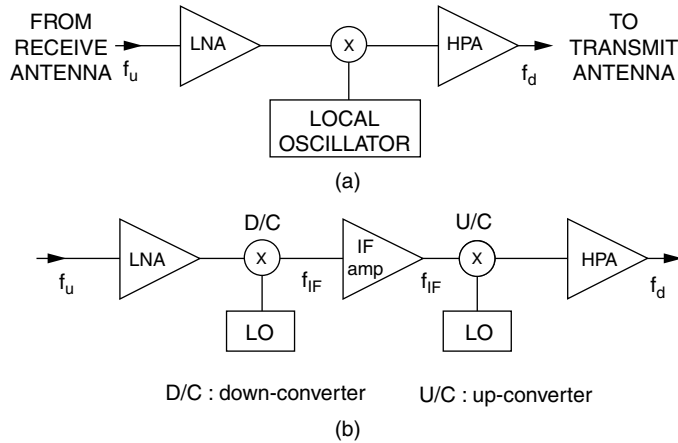 FROM
RECEIVE
ANTENNA
f_u
LNA
X
LOCAL
OSCILLATOR
HPA
f_d
TO
TRANSMIT
ANTENNA
(a)
D/C
U/C
f_u
LNA
X
LO
f_IF
IF
amp
f_IF
X
LO
HPA
f_d
D/C : down-converter
U/C : up-converter
(b)